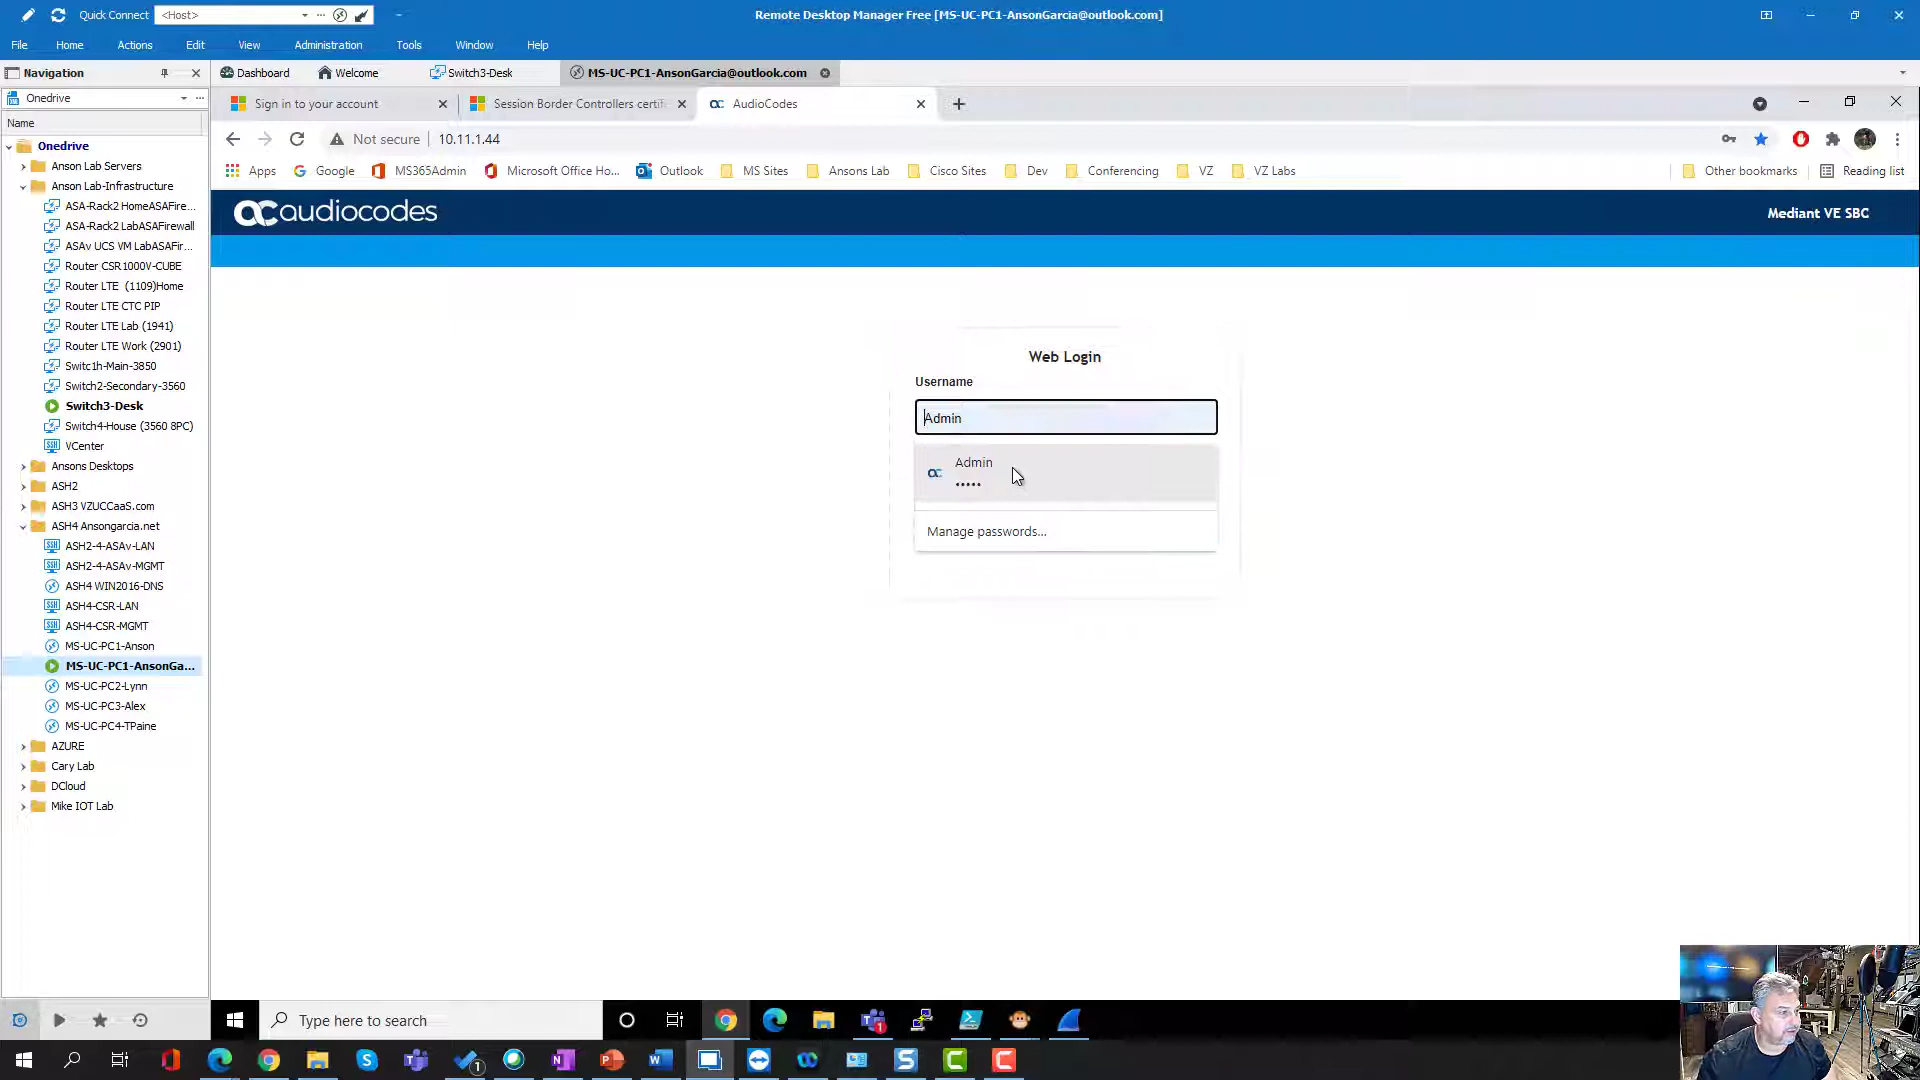 Quick Connect <Host>
Remote Desktop Manager Free [MS-UC-PC1-AnsonGarcia@outlook.com]
File Home Actions Edit View Administration Tools Window Help
Navigation
Dashboard Welcome Switch3-Desk MS-UC-PC1-AnsonGarcia@outlook.com
Onedrive
Sign in to your account Session Border Controllers certif AudioCodes
Name
Not secure 10.11.1.44
Apps Google MS365Admin Microsoft Office Ho... Outlook MS Sites Ansons Lab Cisco Sites Dev Conferencing VZ VZ Labs Other bookmarks Reading list
Onedrive
Anson Lab Servers
Anson Lab-Infrastructure
ASA-Rack2 HomeASAFire...
ASA-Rack2 LabASAFirewall
ASAv UCS VM LabASAFir...
Router CSR1000V-CUBE
Router LTE (1109)Home
Router LTE CTC PIP
Router LTE Lab (1941)
Router LTE Work (2901)
Switc1h-Main-3850
Switch2-Secondary-3560
Switch3-Desk
Switch4-House (3560 8PC)
VCenter
Ansons Desktops
ASH2
ASH3 VZUCCaaS.com
ASH4 Ansongarcia.net
ASH2-4-ASAv-LAN
ASH2-4-ASAv-MGMT
ASH4 WIN2016-DNS
ASH4-CSR-LAN
ASH4-CSR-MGMT
MS-UC-PC1-Anson
MS-UC-PC1-AnsonGa...
MS-UC-PC2-Lynn
MS-UC-PC3-Alex
MS-UC-PC4-TPaine
AZURE
Cary Lab
DCloud
Mike IOT Lab
audiocodes
Mediant VE SBC
Web Login
Username
Admin
Admin
•••••
Manage passwords...
Type here to search
1
1